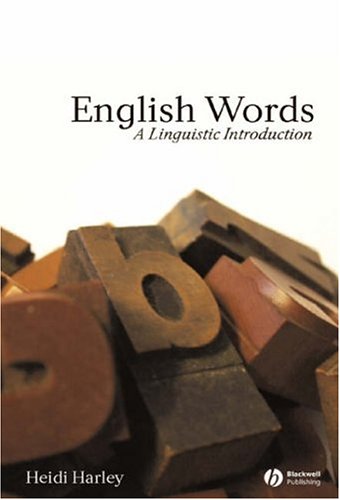 English Words
A Linguistic Introduction
b
Heidi Harley
Blackwell
Publishing